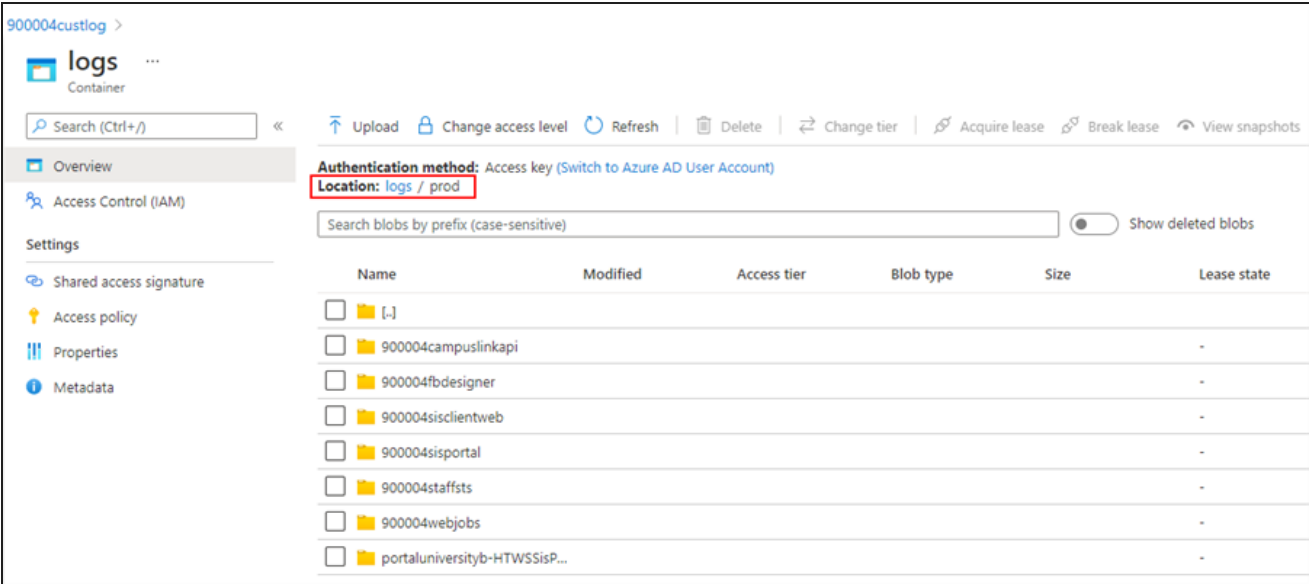 900004custlog >
logs ...
Container
Search (Ctrl+/) «
Upload Change access level Refresh Delete Change tier Acquire lease Break lease View snapshots
Overview
Access Control (IAM)
Settings
Shared access signature
Access policy
Properties
Metadata
Authentication method: Access key (Switch to Azure AD User Account)
Location: logs / prod
Search blobs by prefix (case-sensitive)
Show deleted blobs
Name Modified Access tier Blob type Size Lease state
[..]
900004campuslinkapi -
900004fbdesigner -
900004sisclientweb -
900004sisportal -
900004staffsts -
900004webjobs -
portaluniversityb-HTWSSisP... -